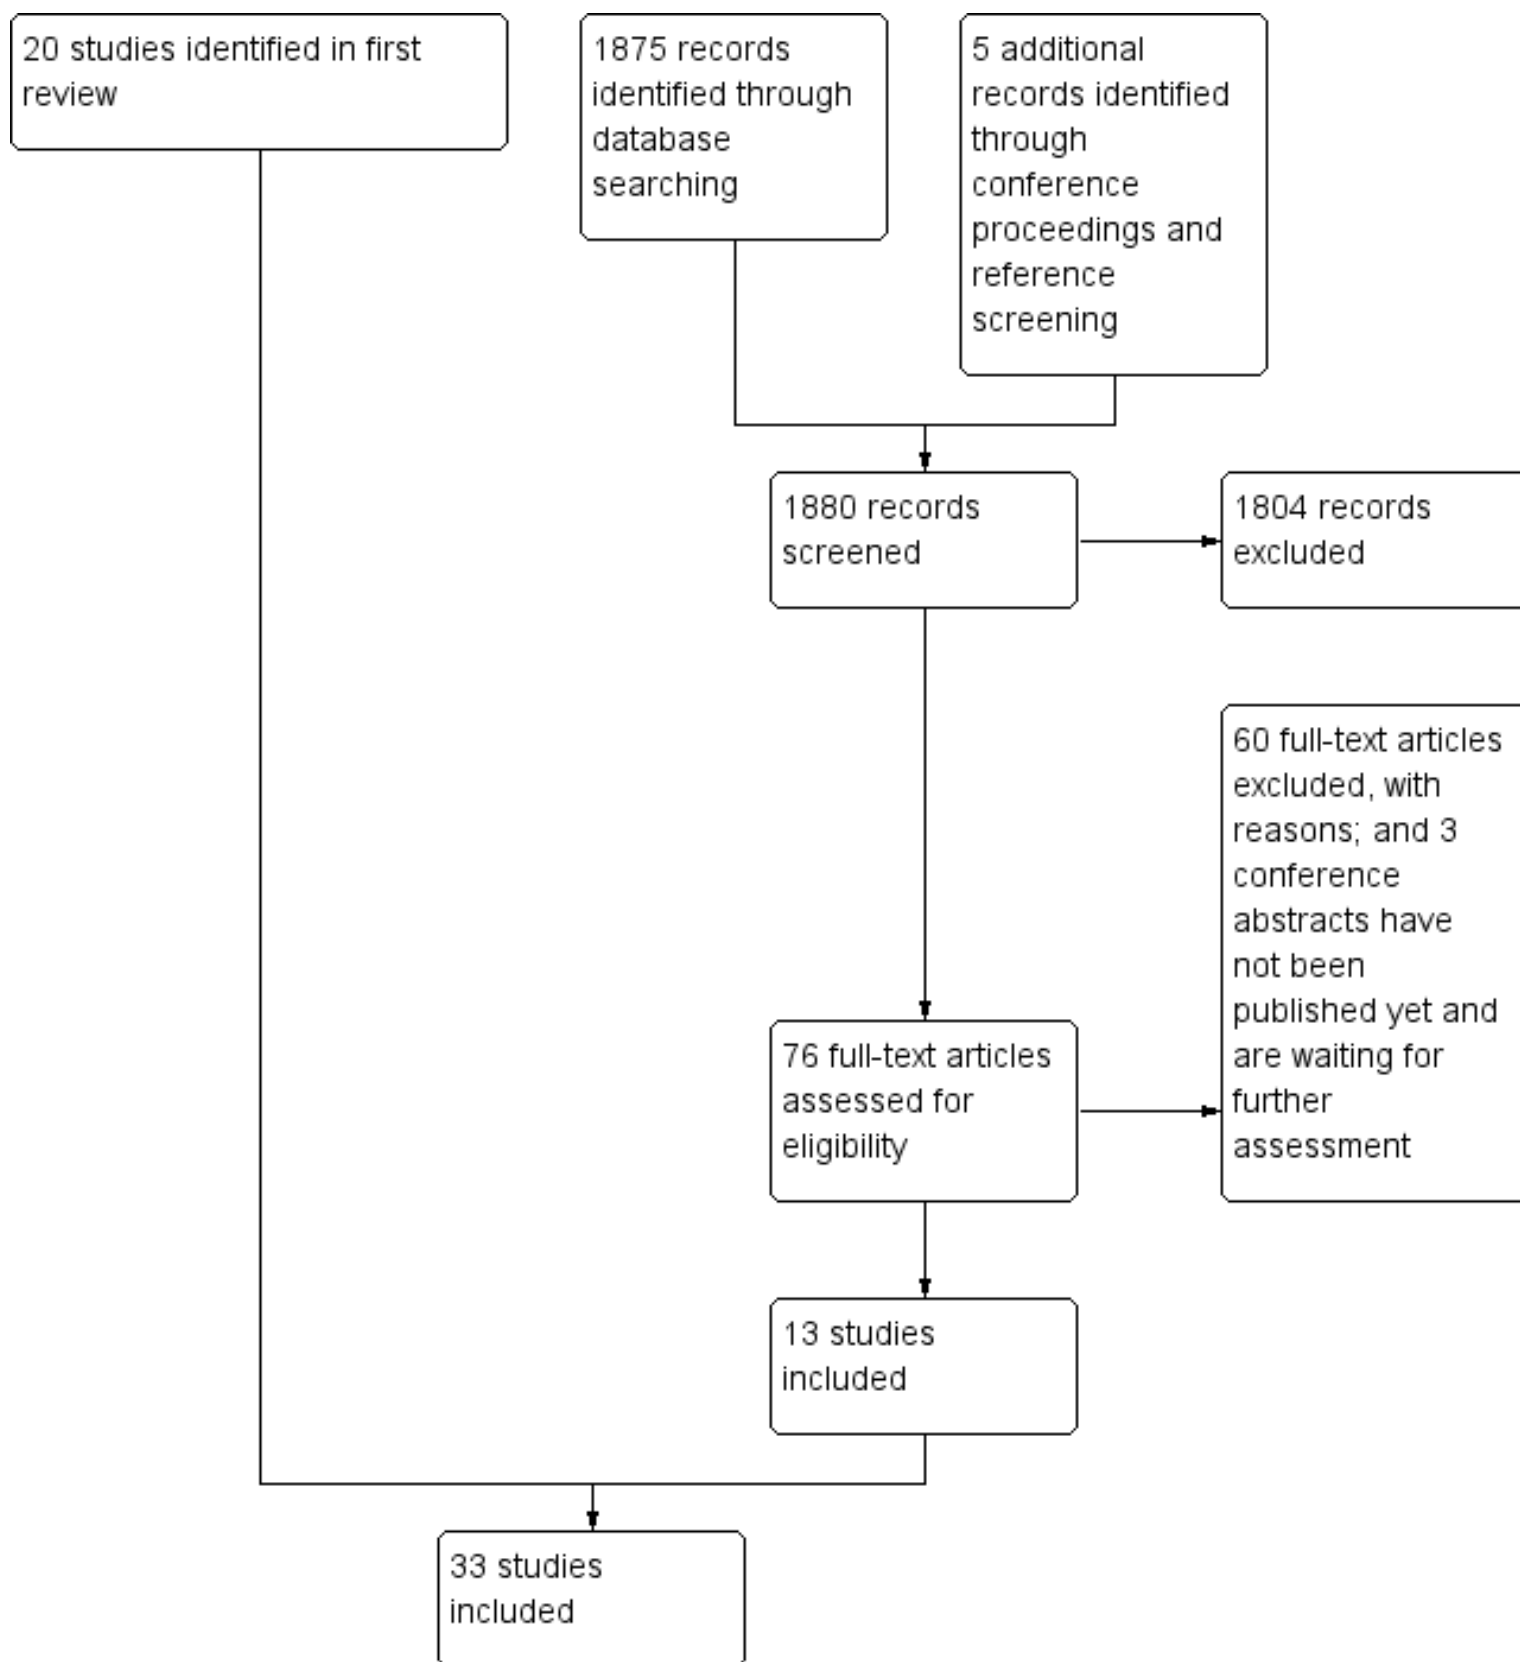 20 studies identified in first
review
1875 records
identified through
database
searching
5 additional
records identified
through
conference
proceedings and
reference
screening
1880 records
screened
1804 records
excluded
60 full-text articles
excluded, with
reasons; and 3
conference
abstracts have
not been
published yet and
are waiting for
further
assessment
76 full-text articles
assessed for
eligibility
13 studies
included
33 studies
included